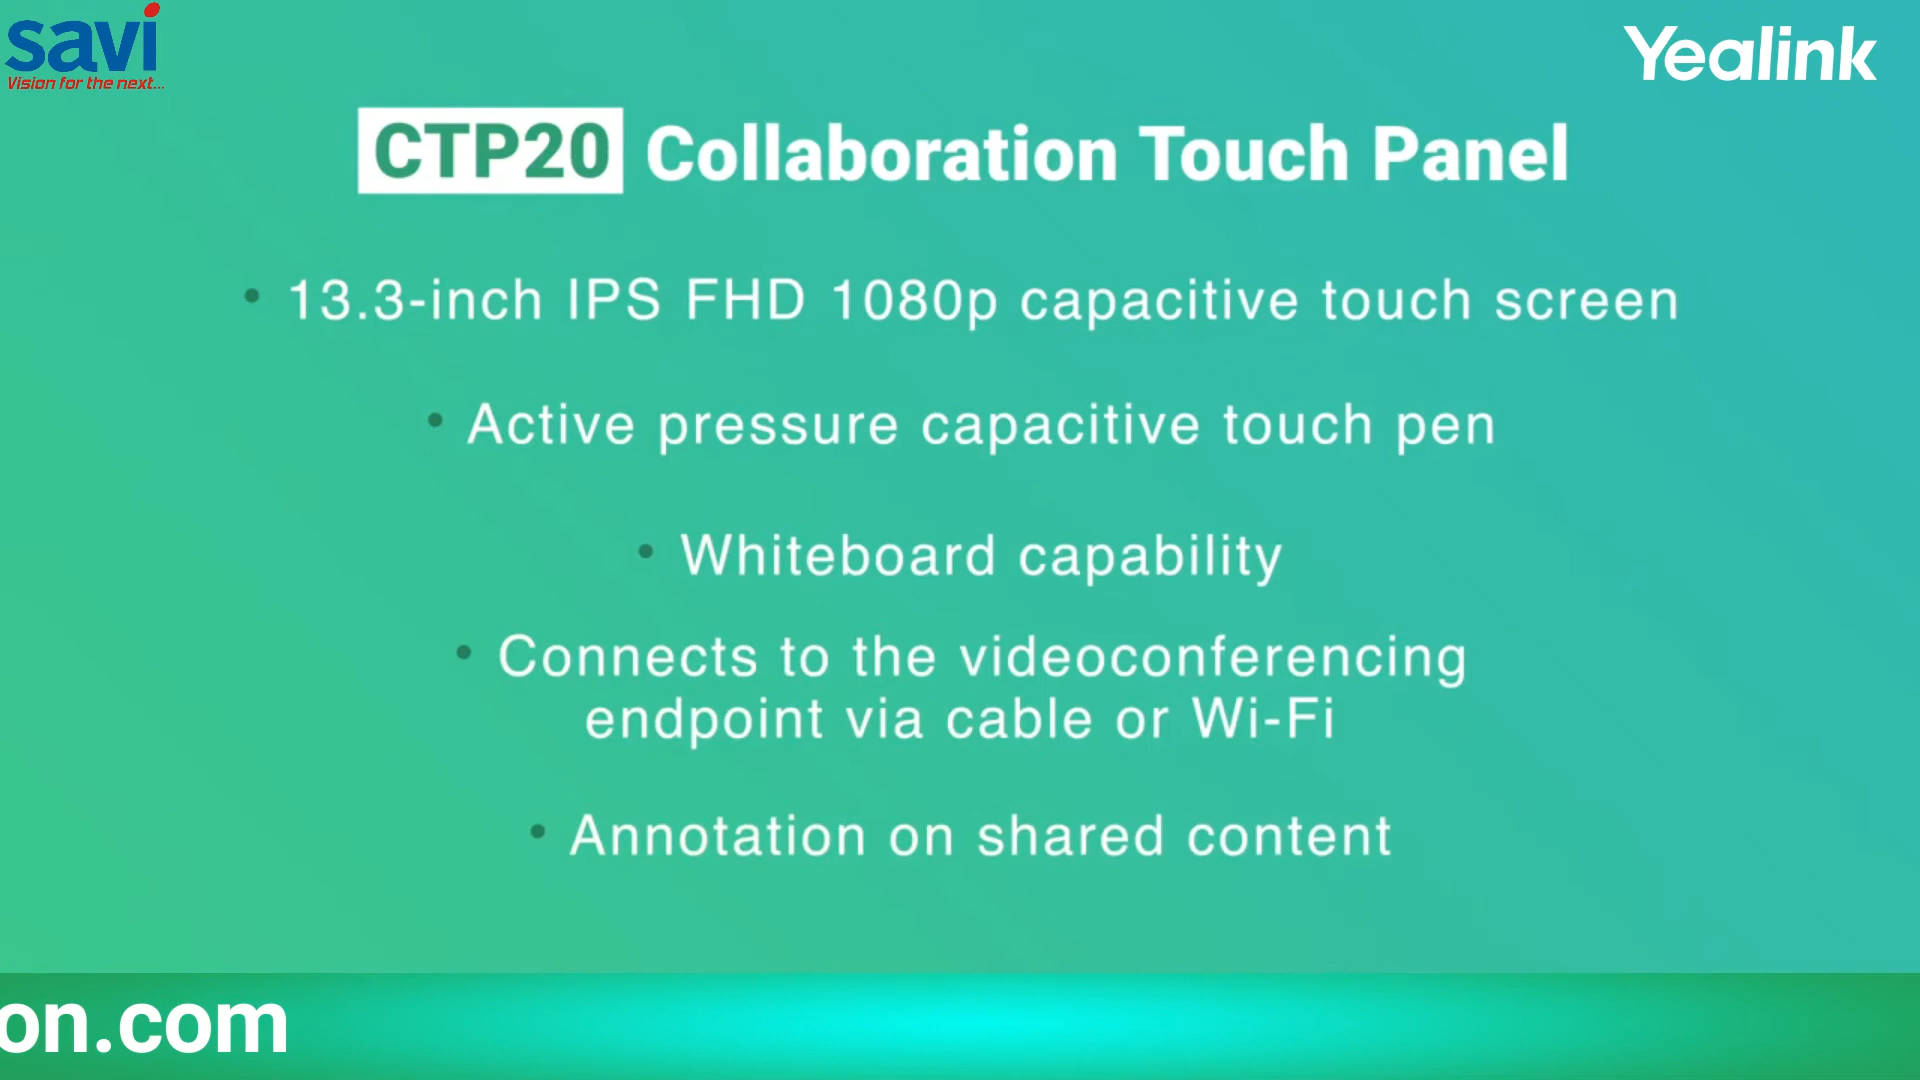 savi
Vision for the next...
Yealink
CTP20 Collaboration Touch Panel
• 13.3-inch IPS FHD 1080p capacitive touch screen
• Active pressure capacitive touch pen
• Whiteboard capability
• Connects to the videoconferencing
endpoint via cable or Wi-Fi
• Annotation on shared content
on.com